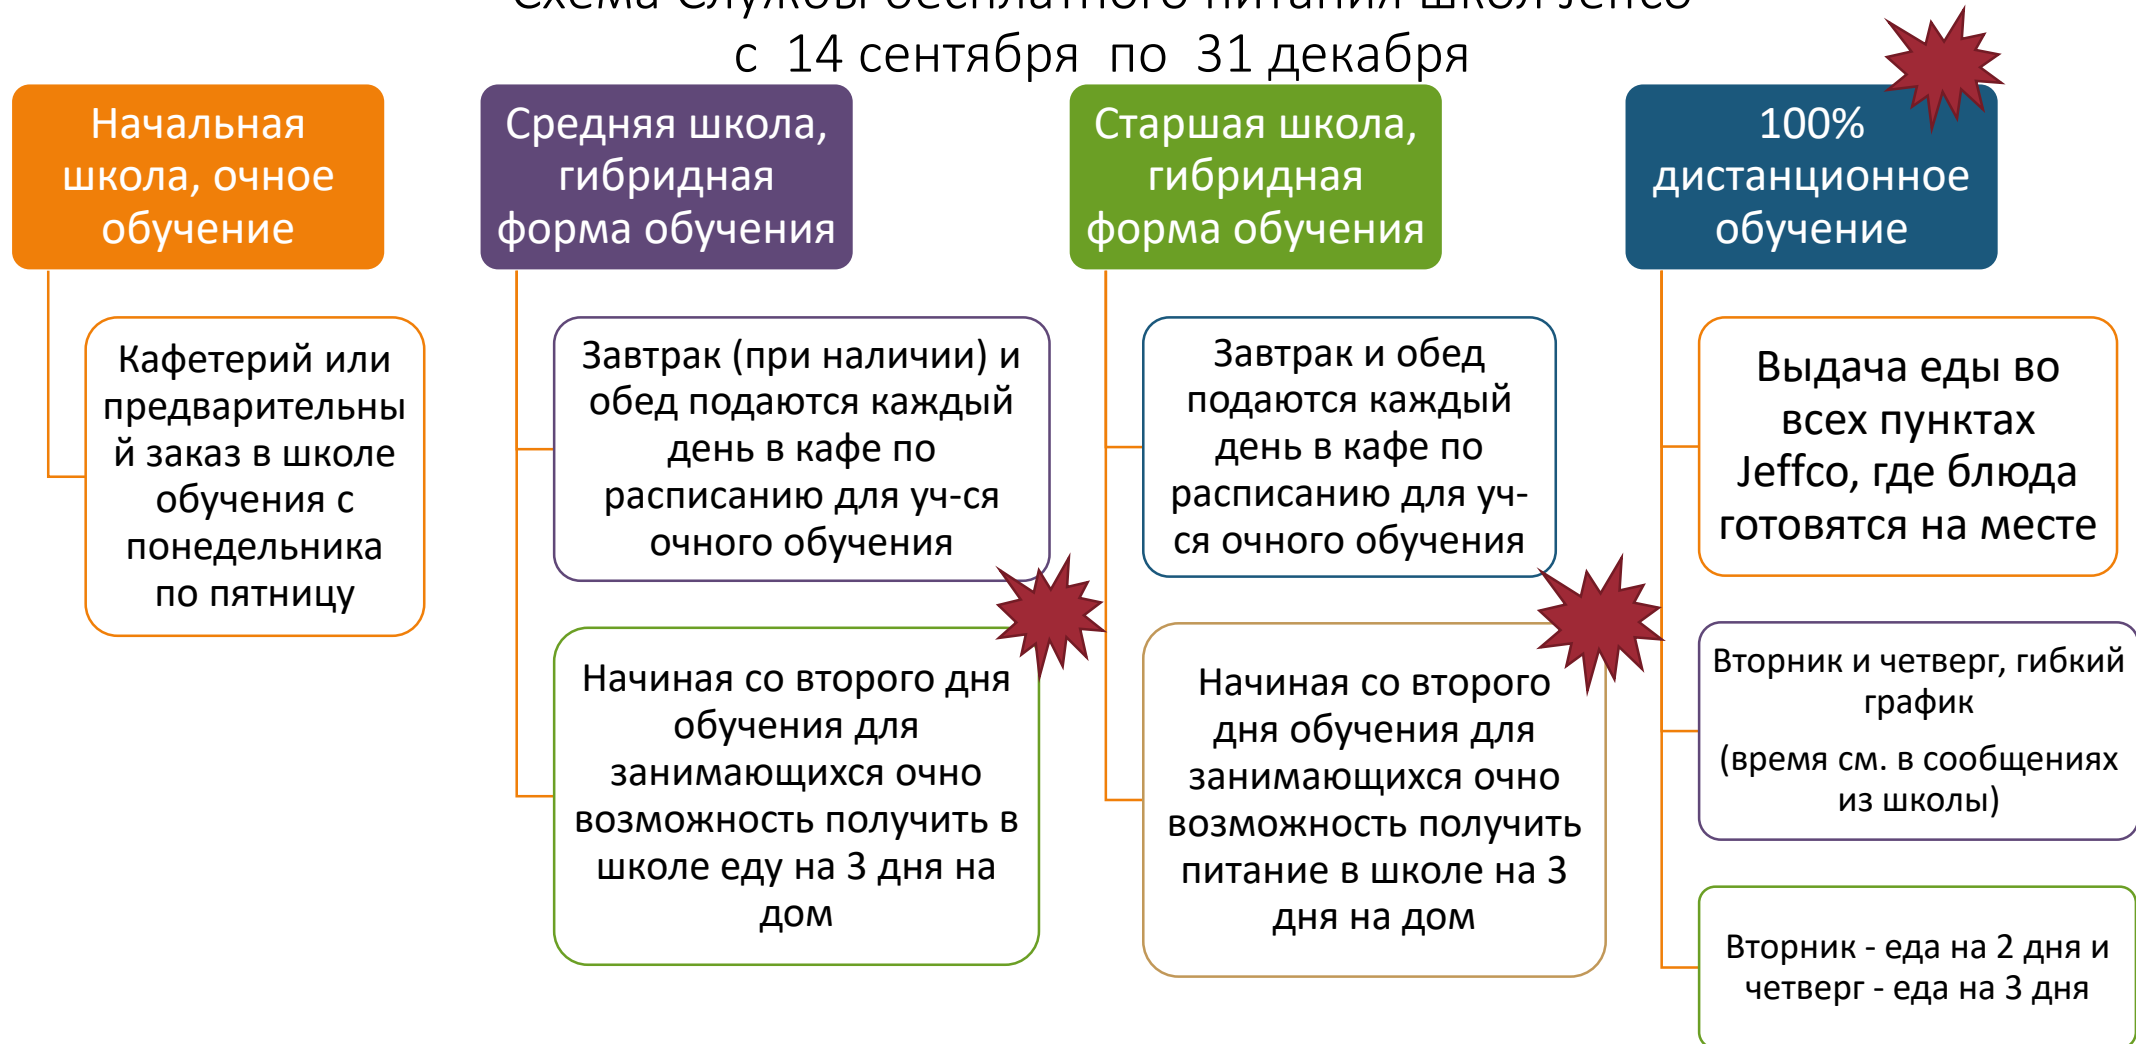 Схема Службы бесплатного питания школ Jeffco
с 14 сентября по 31 декабря
Начальная
школа, очное
обучение
Кафетерий или
предварительны
й заказ в школе
обучения с
понедельника
по пятницу
Средняя школа,
гибридная
форма обучения
Завтрак (при наличии) и
обед подаются каждый
день в кафе по
расписанию для уч-ся
очного обучения
Начиная со второго дня
обучения для
занимающихся очно
возможность получить в
школе еду на 3 дня на
дом
Старшая школа,
гибридная
форма обучения
Завтрак и обед
подаются каждый
день в кафе по
расписанию для уч-
ся очного обучения
Начиная со второго
дня обучения для
занимающихся очно
возможность получить
питание в школе на 3
дня на дом
100%
дистанционное
обучение
Выдача еды во
всех пунктах
Jeffco, где блюда
готовятся на месте
Вторник и четверг, гибкий
график
(время см. в сообщениях
из школы)
Вторник - еда на 2 дня и
четверг - еда на 3 дня